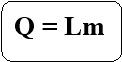 Q = Lm